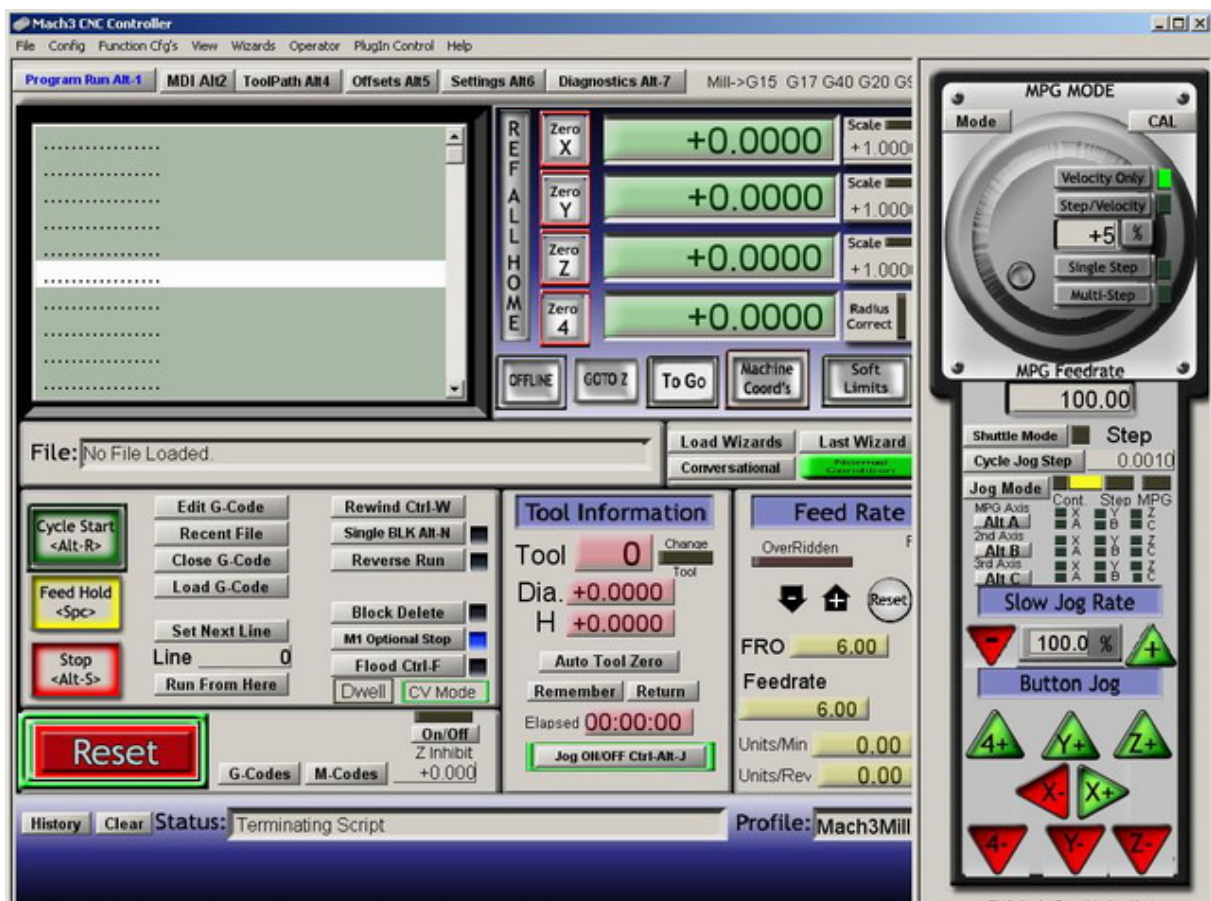 Mach3 CNC Controller
File Config Function Cfg's View Wizards Operator PlugIn Control Help
Program Run Alt-1 MDI Alt2 ToolPath Alt4 Offsets Alt5 Settings Alt6 Diagnostics Alt-7 Mill->G15 G17 G40 G20
REF ALL HOME
Zero X +0.0000 Scale +1.000
Zero Y +0.0000 Scale +1.000
Zero Z +0.0000 Scale +1.000
Zero 4 +0.0000 Radius Correct
OFFLINE GOTO Z To Go Machine Coord's Soft Limits
File: No File Loaded.
Load Wizards Last Wizard
Conversational Normal Condition
Cycle Start <Alt-R>
Feed Hold <Spc>
Stop <Alt-S>
Edit G-Code
Recent File
Close G-Code
Load G-Code
Set Next Line
Line 0
Run From Here
Rewind Ctrl-W
Single BLK Alt-N
Reverse Run
Block Delete
M1 Optional Stop
Flood Ctrl-F
Dwell CV Mode
Reset
G-Codes M-Codes
On/Off
Z Inhibit
+0.000
Tool Information
Tool 0 Change Tool
Dia. +0.0000
H +0.0000
Auto Tool Zero
Remember Return
Elapsed 00:00:00
Jog ON/OFF Ctrl-Alt-J
Feed Rate
OverRidden
Reset
FRO 6.00
Feedrate
6.00
Units/Min 0.00
Units/Rev 0.00
History Clear Status: Terminating Script
Profile: Mach3Mill
MPG MODE
Mode CAL
Velocity Only
Step/Velocity
+5 %
Single Step
Multi-Step
MPG Feedrate
100.00
Shuttle Mode Step
Cycle Jog Step 0.0010
Jog Mode Cont. Step MPG
MPG Axis X Y Z
Alt A A B C
2nd Axis X Y Z
Alt B A B C
3rd Axis X Y Z
Alt C A B C
Slow Jog Rate
- 100.0 % +
Button Jog
4+ Y+ Z+
X- X+
4- Y- Z-